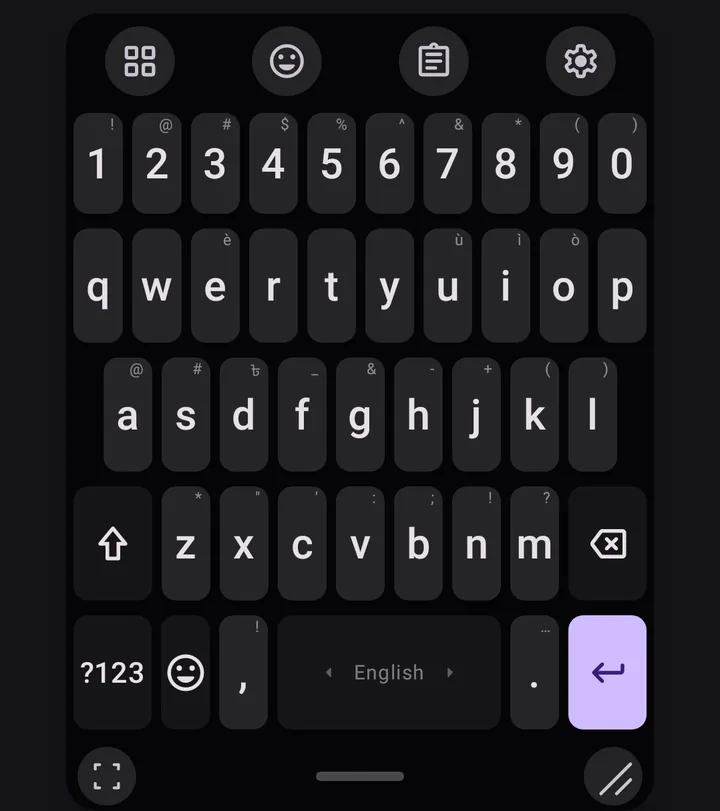 ! @ # $ % ^ & * ( )
1 2 3 4 5 6 7 8 9 0
è ù ì ò
q w e r t y u i o p
@ # ъ _ & - + ( )
a s d f g h j k l
* " ' : ; ! ?
z x c v b n m
! …
?123 , English .